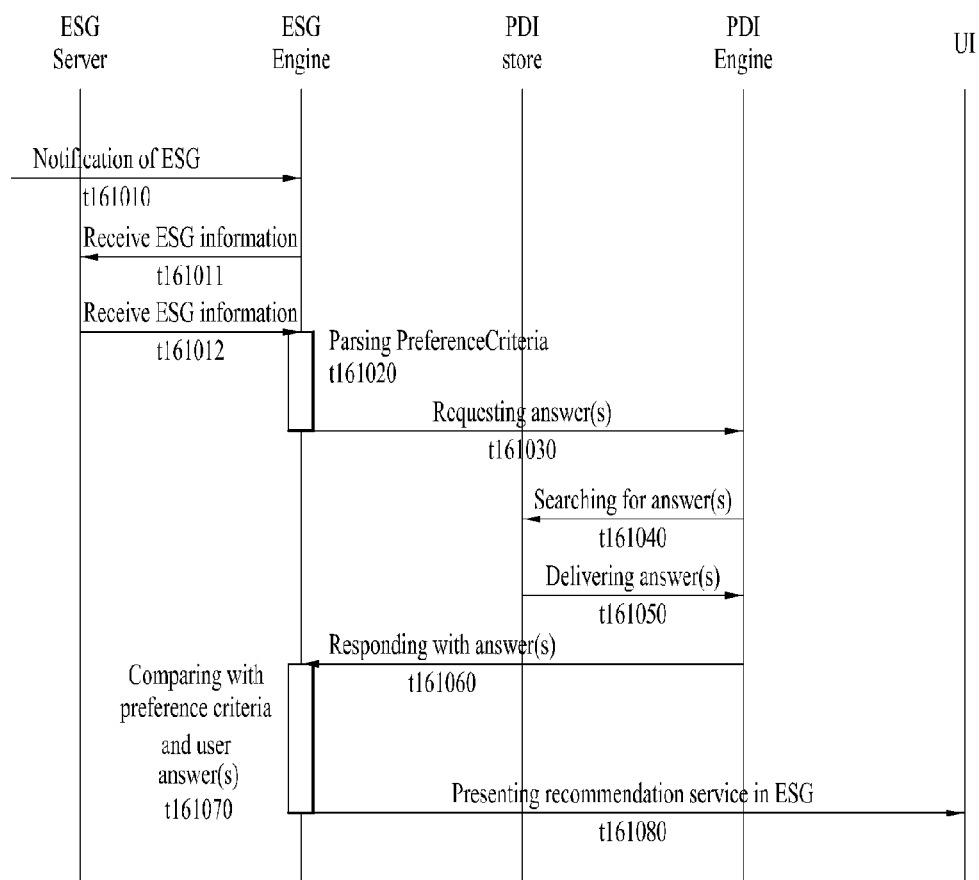 ESG
Server
ESG
Engine
PDI
store
PDI
Engine
UI
Notification of ESG
t161010
Receive ESG information
t161011
Receive ESG information
t161012
Parsing PreferenceCriteria
t161020
Requesting answer(s)
t161030
Searching for answer(s)
t161040
Delivering answer(s)
t161050
Responding with answer(s)
t161060
Comparing with
preference criteria
and user
answer(s)
t161070
Presenting recommendation service in ESG
t161080